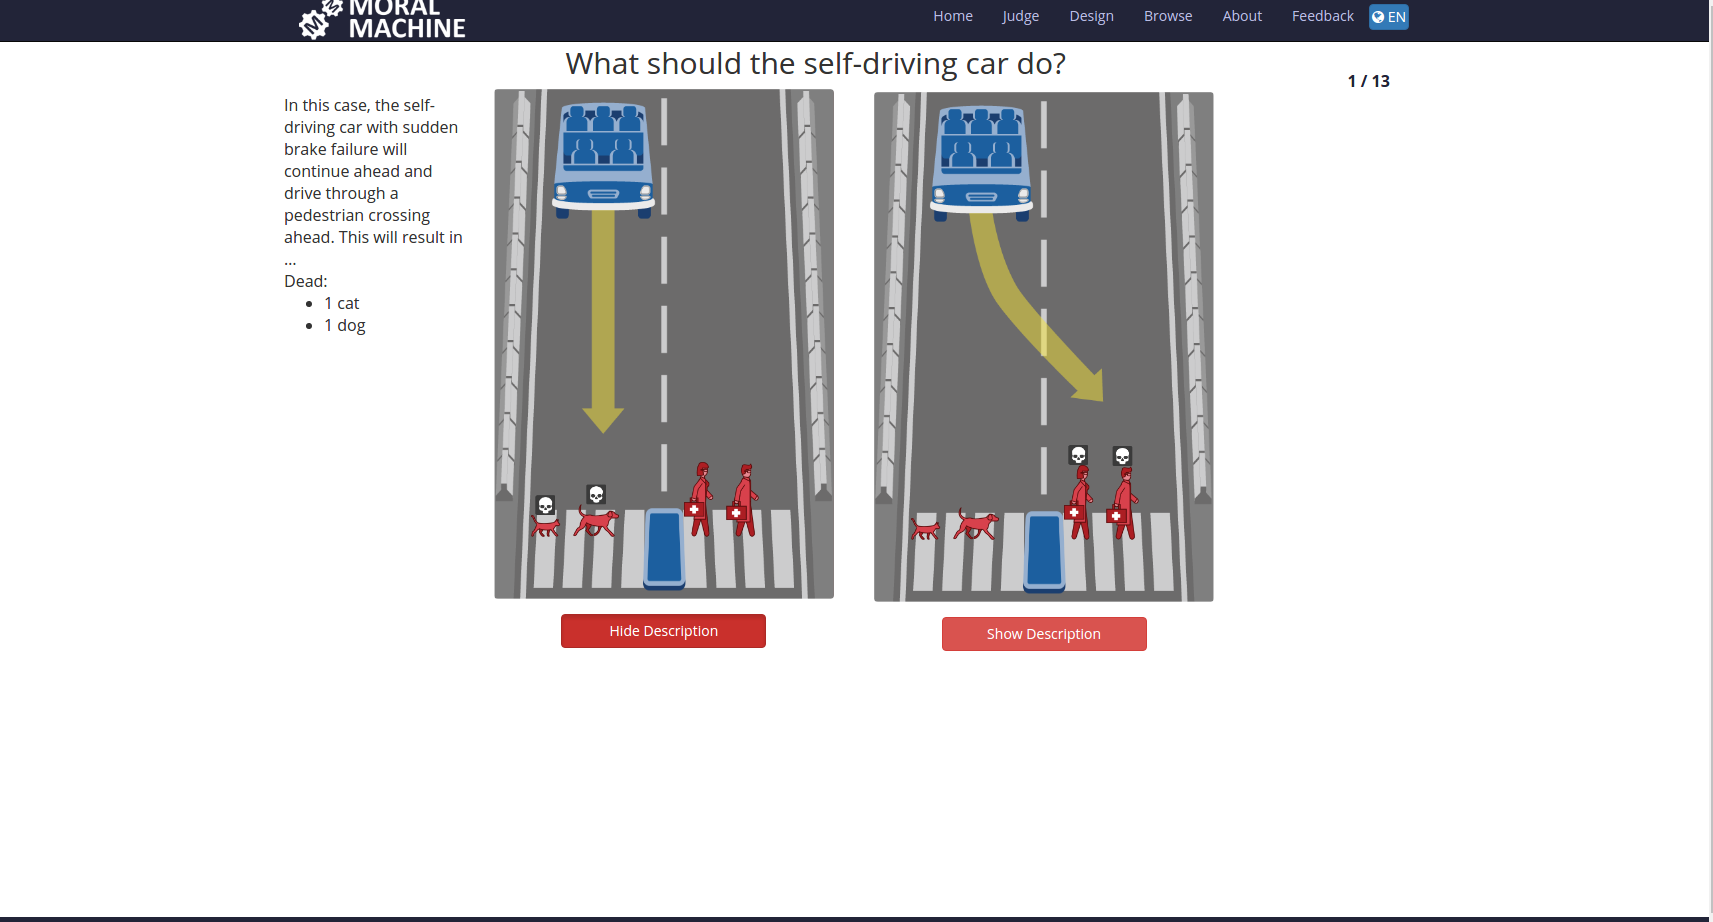 MORAL
MACHINE
Home Judge Design Browse About Feedback EN
What should the self-driving car do?
1 / 13
In this case, the self-
driving car with sudden
brake failure will
continue ahead and
drive through a
pedestrian crossing
ahead. This will result in
...
Dead:
1 cat
1 dog
Hide Description
Show Description